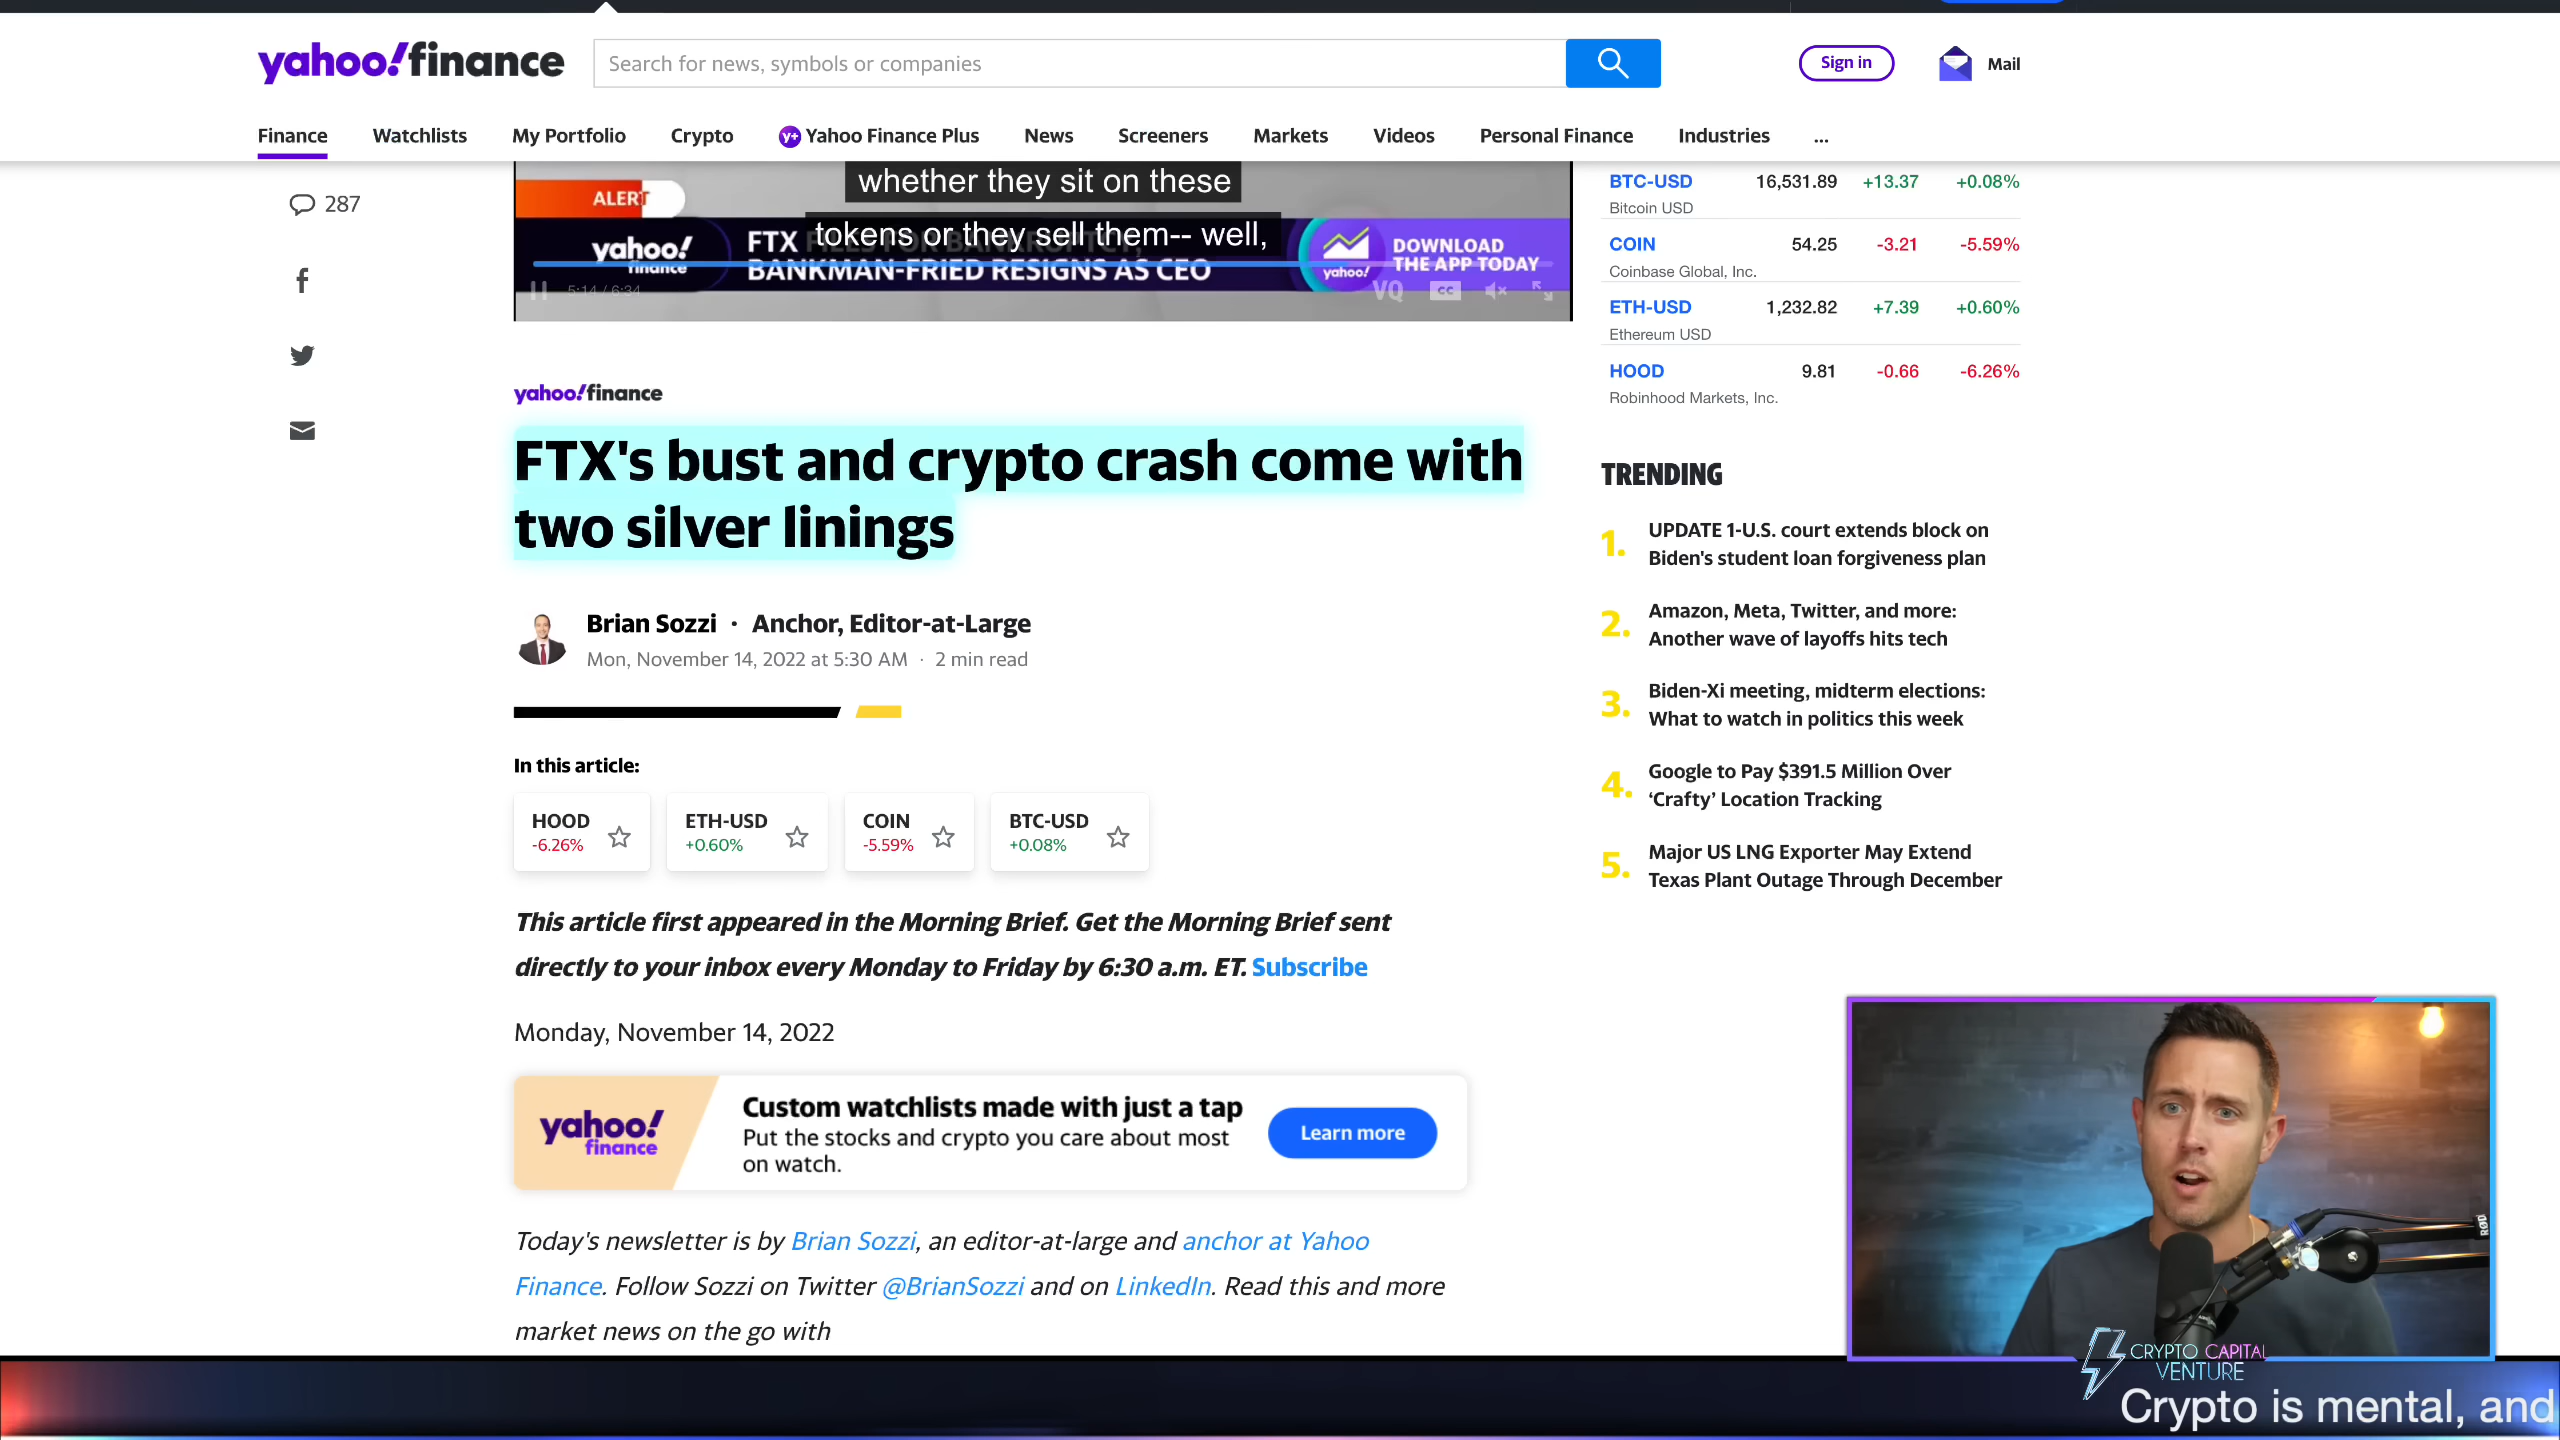 yahoo!finance
Search for news, symbols or companies
Sign in
Mail
Finance Watchlists My Portfolio Crypto y+ Yahoo Finance Plus News Screeners Markets Videos Personal Finance Industries ...
287
whether they sit on these
tokens or they sell them-- well,
ALERT
yahoo!
finance
FTX FILES FOR BANKRUPTCY,
BANKMAN-FRIED RESIGNS AS CEO
yahoo!
DOWNLOAD
THE APP TODAY
5:14 / 6:34
VQ CC
BTC-USD 16,531.89 +13.37 +0.08%
Bitcoin USD
COIN 54.25 -3.21 -5.59%
Coinbase Global, Inc.
ETH-USD 1,232.82 +7.39 +0.60%
Ethereum USD
HOOD 9.81 -0.66 -6.26%
Robinhood Markets, Inc.
yahoo!finance
FTX's bust and crypto crash come with
two silver linings
Brian Sozzi · Anchor, Editor-at-Large
Mon, November 14, 2022 at 5:30 AM · 2 min read
In this article:
HOOD
-6.26%
ETH-USD
+0.60%
COIN
-5.59%
BTC-USD
+0.08%
This article first appeared in the Morning Brief. Get the Morning Brief sent
directly to your inbox every Monday to Friday by 6:30 a.m. ET. Subscribe
Monday, November 14, 2022
yahoo!
finance
Custom watchlists made with just a tap
Put the stocks and crypto you care about most
on watch.
Learn more
Today's newsletter is by Brian Sozzi, an editor-at-large and anchor at Yahoo
Finance. Follow Sozzi on Twitter @BrianSozzi and on LinkedIn. Read this and more
market news on the go with
TRENDING
1. UPDATE 1-U.S. court extends block on
Biden's student loan forgiveness plan
2. Amazon, Meta, Twitter, and more:
Another wave of layoffs hits tech
3. Biden-Xi meeting, midterm elections:
What to watch in politics this week
4. Google to Pay $391.5 Million Over
‘Crafty’ Location Tracking
5. Major US LNG Exporter May Extend
Texas Plant Outage Through December
RØD
CRYPTO CAPITAL
VENTURE
Crypto is mental, and